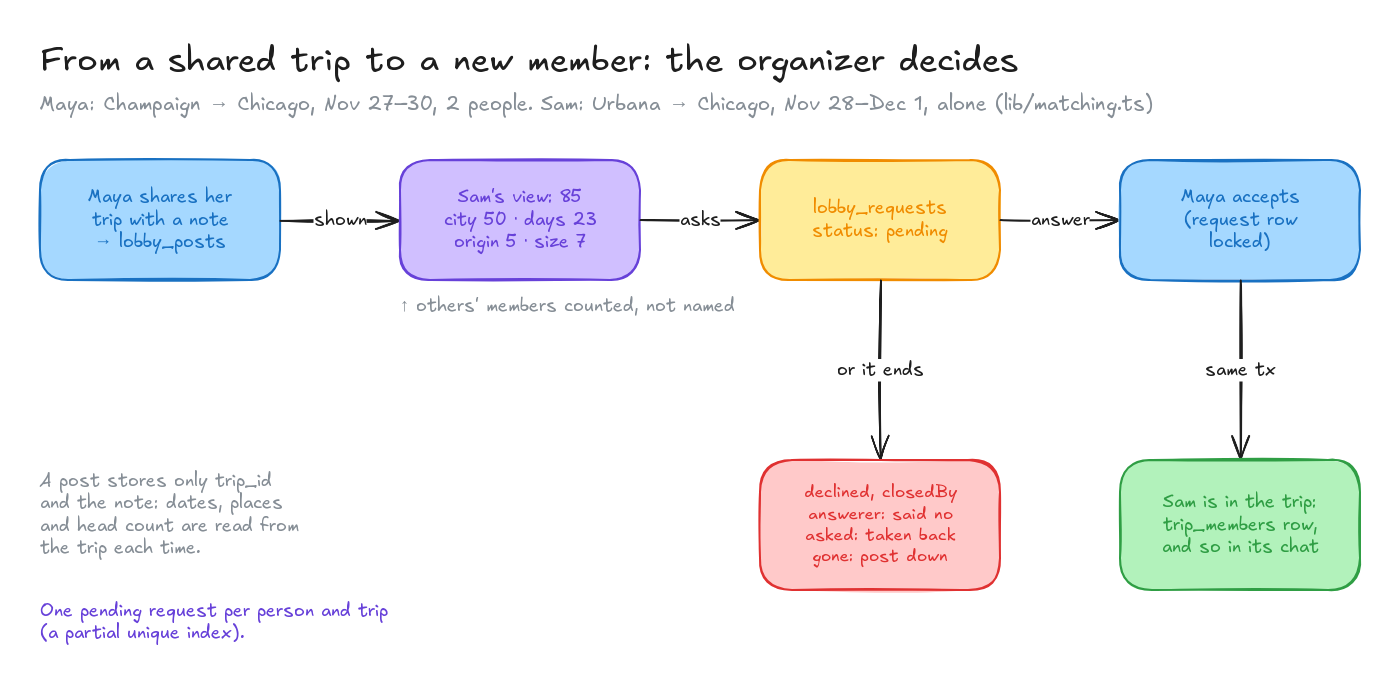 From a shared trip to a new member: the organizer decides
Maya: Champaign → Chicago, Nov 27–30, 2 people. Sam: Urbana → Chicago, Nov 28–Dec 1, alone (lib/matching.ts)
Maya shares her
trip with a note
→ lobby_posts
shown
Sam's view: 85
city 50 · days 23
origin 5 · size 7
asks
lobby_requests
status: pending
answer
Maya accepts
(request row
locked)
↑ others' members counted, not named
or it ends
same tx
A post stores only trip_id
and the note: dates, places
and head count are read from
the trip each time.
declined, closedBy
answerer: said no
asked: taken back
gone: post down
Sam is in the trip:
trip_members row,
and so in its chat
One pending request per person and trip
(a partial unique index).